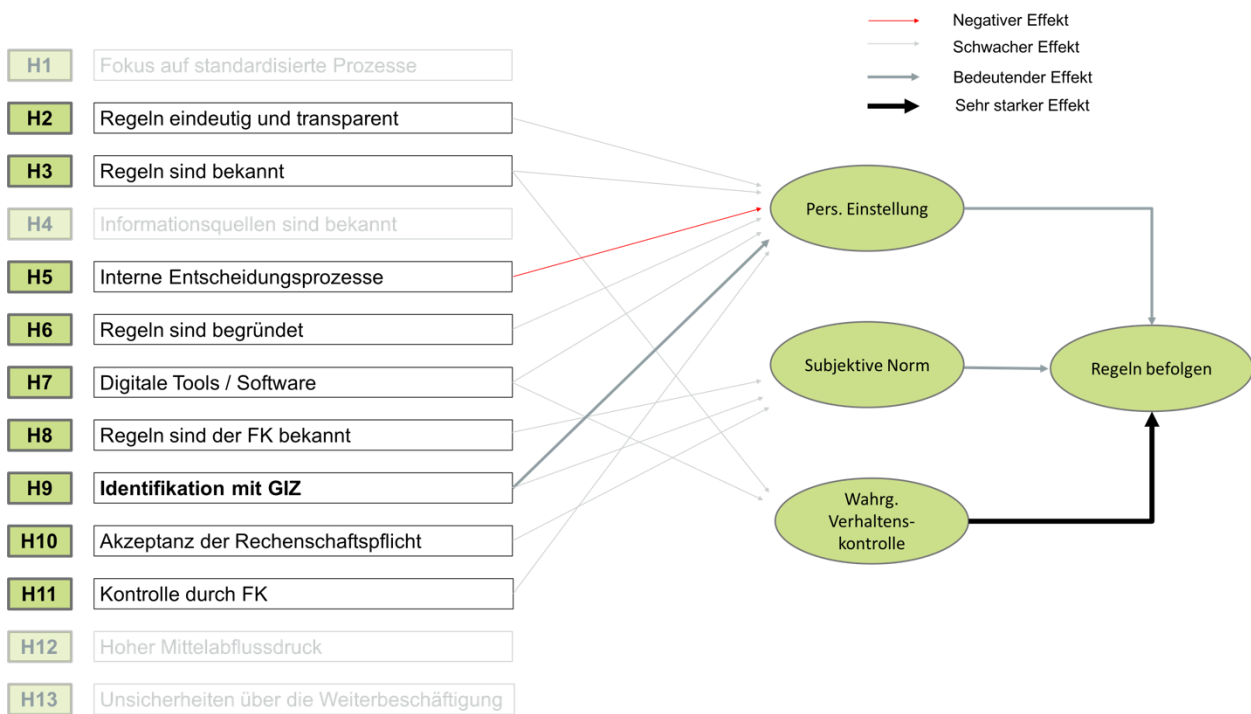 Negativer Effekt
Schwacher Effekt
Bedeutender Effekt
Sehr starker Effekt
H1 Fokus auf standardisierte Prozesse
H2 Regeln eindeutig und transparent
H3 Regeln sind bekannt
H4 Informationsquellen sind bekannt
H5 Interne Entscheidungsprozesse
H6 Regeln sind begründet
H7 Digitale Tools / Software
H8 Regeln sind der FK bekannt
H9 Identifikation mit GIZ
H10 Akzeptanz der Rechenschaftspflicht
H11 Kontrolle durch FK
H12 Hoher Mittelabflussdruck
H13 Unsicherheiten über die Weiterbeschäftigung
Pers. Einstellung
Subjektive Norm
Wahrg.
Verhaltens-
kontrolle
Regeln befolgen